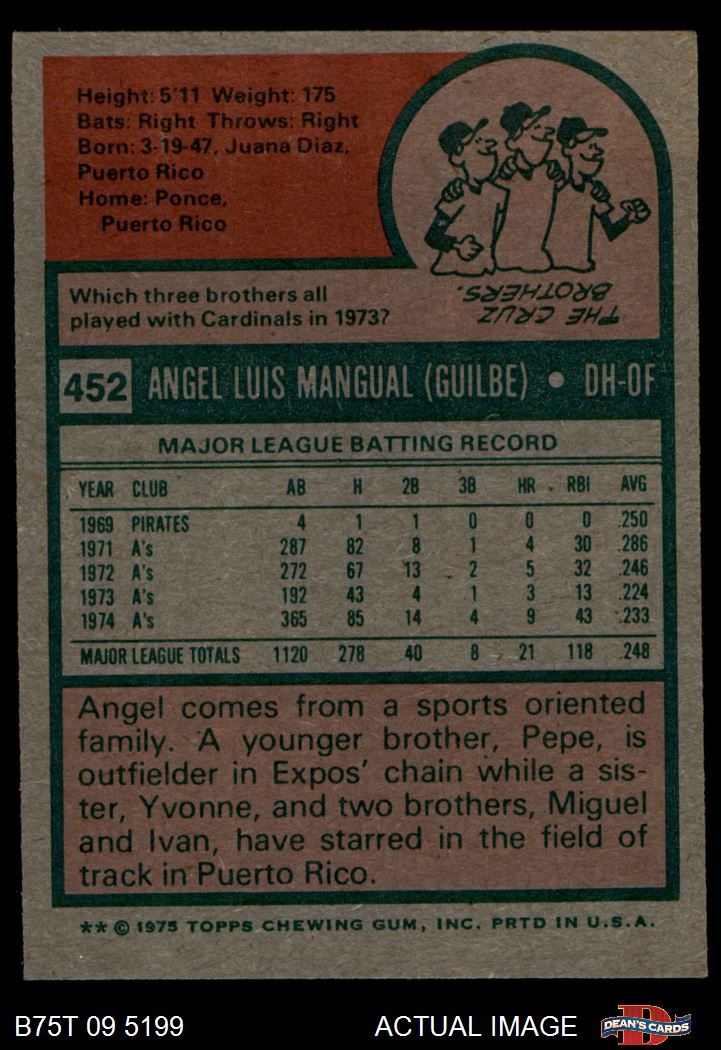 Height: 5'11 Weight: 175
Bats: Right Throws: Right
Born: 3-19-47, Juana Diaz,
Puerto Rico
Home: Ponce,
Puerto Rico
Which three brothers all
played with Cardinals in 1973?
THE CRUZ
BROTHERS.
452 ANGEL LUIS MANGUAL (GUILBE) • DH-OF
MAJOR LEAGUE BATTING RECORD
YEAR CLUB AB H 2B 3B HR RBI AVG
1969 PIRATES 4 1 1 0 0 0 .250
1971 A's 287 82 8 1 4 30 .286
1972 A's 272 67 13 2 5 32 .246
1973 A's 192 43 4 1 3 13 .224
1974 A's 365 85 14 4 9 43 .233
MAJOR LEAGUE TOTALS 1120 278 40 8 21 118 .248
Angel comes from a sports oriented
family. A younger brother, Pepe, is
outfielder in Expos' chain while a sis-
ter, Yvonne, and two brothers, Miguel
and Ivan, have starred in the field of
track in Puerto Rico.
** © 1975 TOPPS CHEWING GUM, INC. PRTD IN U.S.A.
B75T 09 5199 ACTUAL IMAGE D DEAN'S CARDS